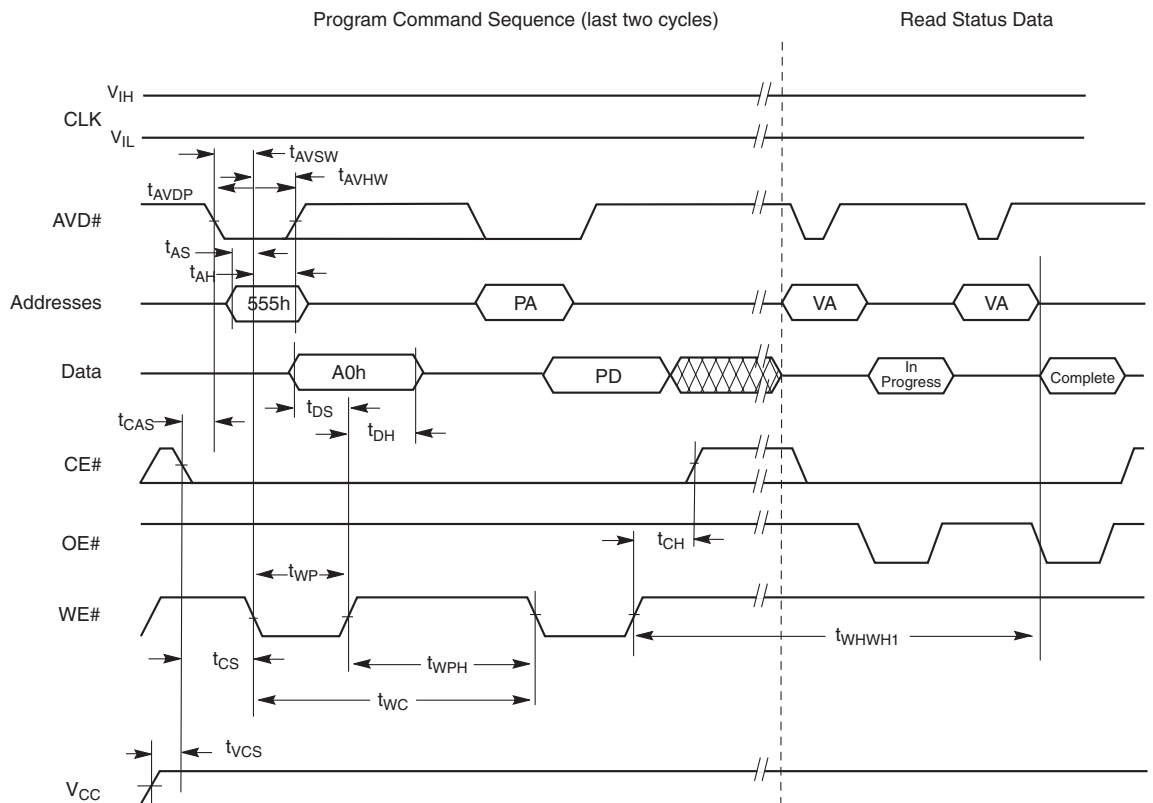 Program Command Sequence (last two cycles) Read Status Data
VIH
CLK
VIL
tAVSW
tAVHW
tAVDP
AVD#
tAS
tAH
Addresses 555h PA VA VA
Data A0h PD In Progress Complete
tDS
tCAS
tDH
CE#
OE#
tCH
tWP
WE#
tWHWH1
tCS
tWPH
tWC
tVCS
VCC